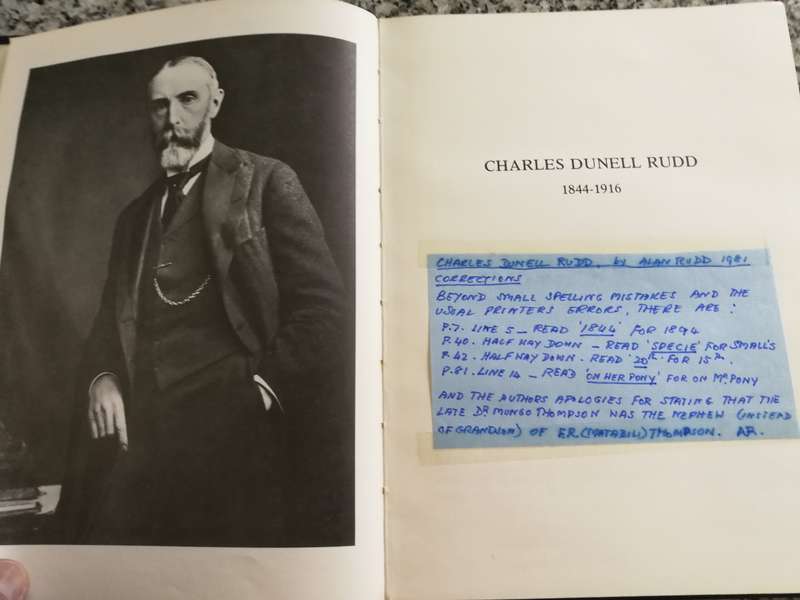 CHARLES DUNELL RUDD
1844-1916
CHARLES DUNELL RUDD, by ALAN RUDD 1981
CORRECTIONS
BEYOND SMALL SPELLING MISTAKES AND THE
USUAL PRINTERS ERRORS, THERE ARE :
P.7. LINE 5 – READ '1844' FOR 1894
P.40. HALF WAY DOWN – READ 'SPECIE' FOR SMALL'S
P.42. HALF WAY DOWN. READ '20th' FOR 15th.
P.81. LINE 14 – READ 'ON HER PONY' FOR ON Mr. PONY
AND THE AUTHORS APOLOGIES FOR STATING THAT THE
LATE DR MUNGO THOMPSON WAS THE NEPHEW (INSTEAD
OF GRANDSON) OF F.R. (MATABILI) THOMPSON. AR.